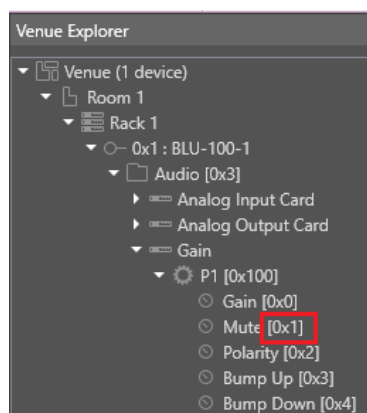 Venue Explorer
Venue (1 device)
Room 1
Rack 1
0x1 : BLU-100-1
Audio [0x3]
Analog Input Card
Analog Output Card
Gain
P1 [0x100]
Gain [0x0]
Mute [0x1]
Polarity [0x2]
Bump Up [0x3]
Bump Down [0x4]